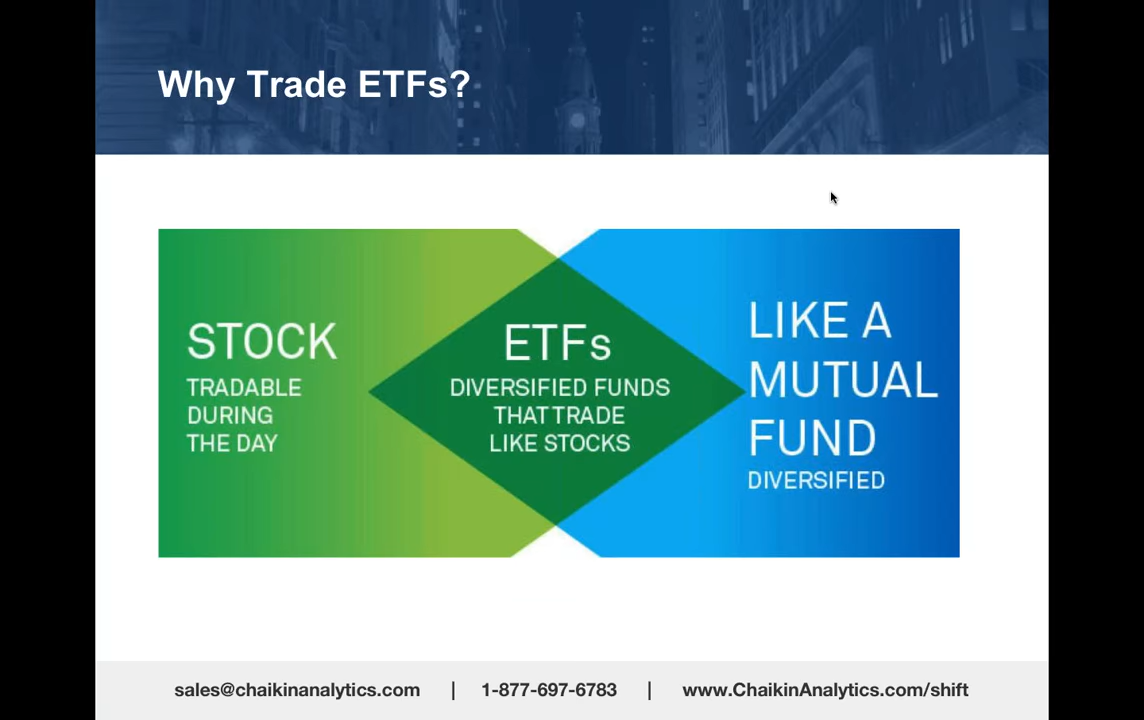 Why Trade ETFs?
STOCK
TRADABLE
DURING
THE DAY
ETFs
DIVERSIFIED FUNDS
THAT TRADE
LIKE STOCKS
LIKE A
MUTUAL
FUND
DIVERSIFIED
sales@chaikinanalytics.com | 1-877-697-6783 | www.ChaikinAnalytics.com/shift